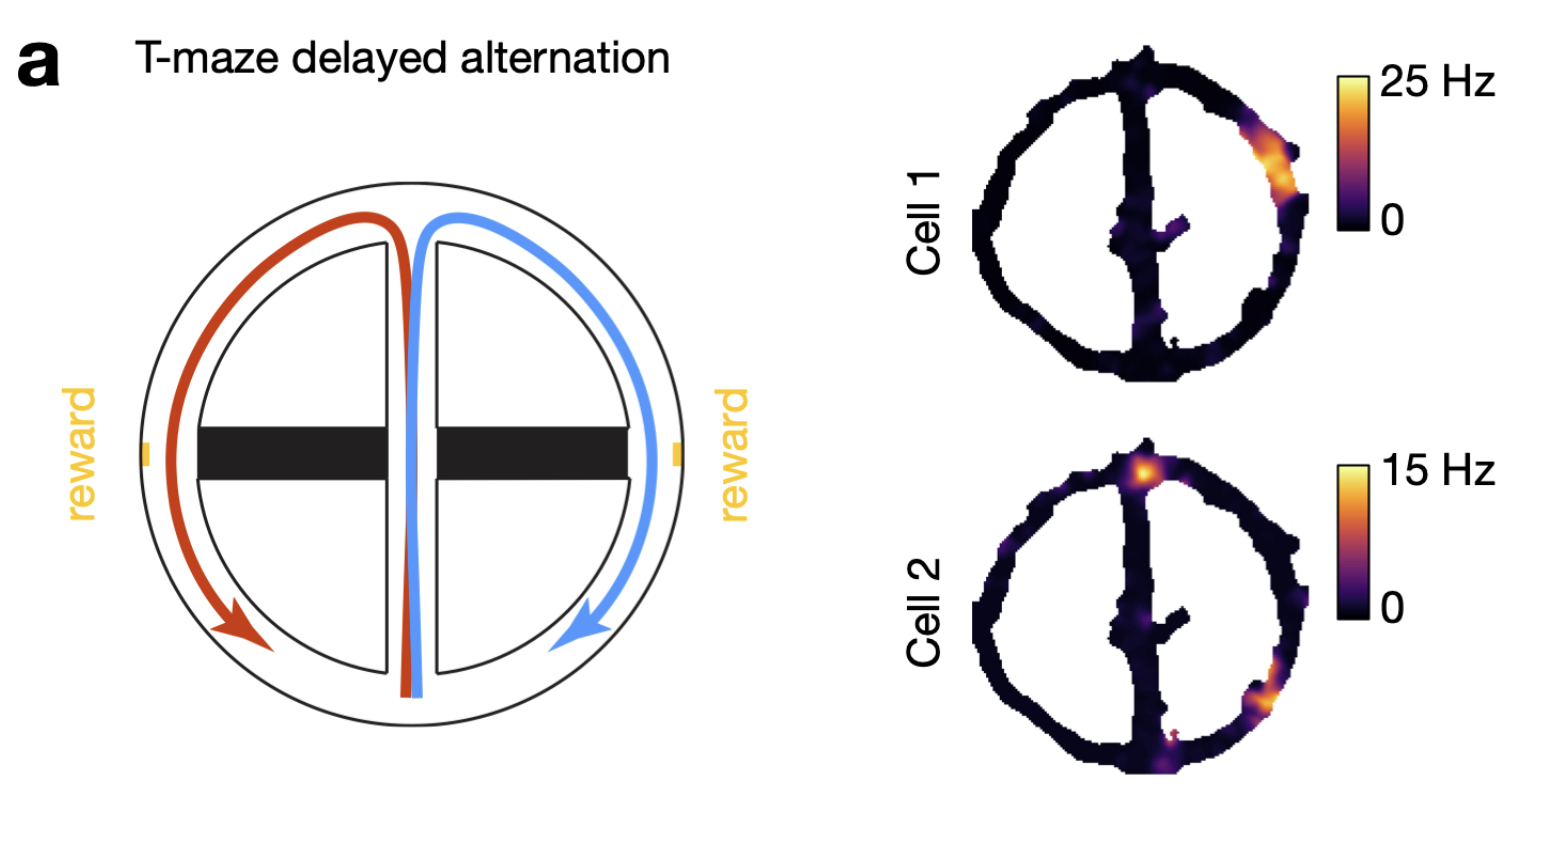 a
T-maze delayed alternation
reward
reward
Cell 1
25 Hz
0
Cell 2
15 Hz
0